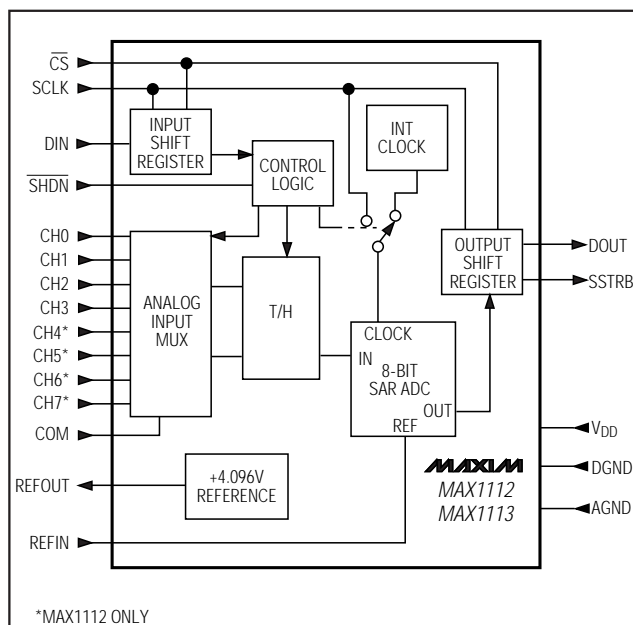 CS
SCLK
DIN
SHDN
CH0
CH1
CH2
CH3
CH4*
CH5*
CH6*
CH7*
COM
REFOUT
REFIN
INPUT
SHIFT
REGISTER
CONTROL
LOGIC
INT
CLOCK
ANALOG
INPUT
MUX
T/H
CLOCK
IN
8-BIT
SAR ADC
OUT
REF
OUTPUT
SHIFT
REGISTER
+4.096V
REFERENCE
MAXIM
MAX1112
MAX1113
DOUT
SSTRB
VDD
DGND
AGND
*MAX1112 ONLY